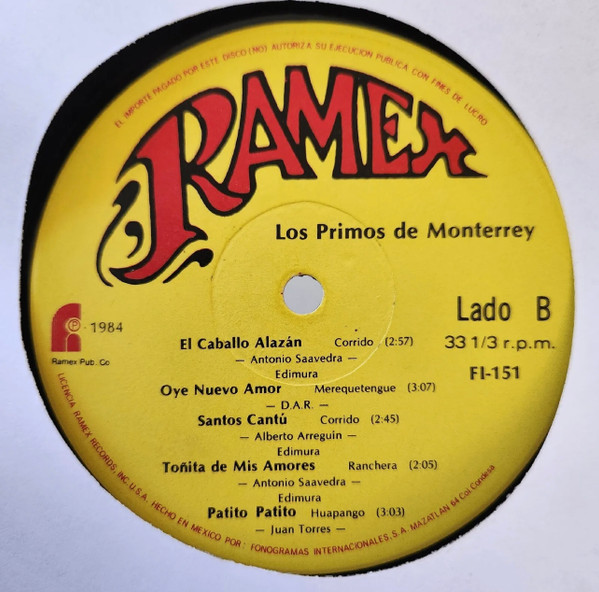 EL IMPORTE PAGADO POR ESTE DISCO (NO) AUTORIZA SU EJECUCION PUBLICA CON FINES DE LUCRO
RAMEX
Los Primos de Monterrey
℗ 1984
Ramex Pub. Co
Lado B
33 1/3 r.p.m.
FI-151
El Caballo Alazán Corrido (2:57)
— Antonio Saavedra —
Edimura
Oye Nuevo Amor Merequetengue (3:07)
— D.A.R. —
Santos Cantú Corrido (2:45)
— Alberto Arreguin —
Edimura
Toñita de Mis Amores Ranchera (2:05)
— Antonio Saavedra —
Edimura
Patito Patito Huapango (3:03)
— Juan Torres —
LICENCIA RAMEX RECORDS, INC. U.S.A. HECHO EN MEXICO POR: FONOGRAMAS INTERNACIONALES, S.A. MAZATLAN 64 Col Condesa